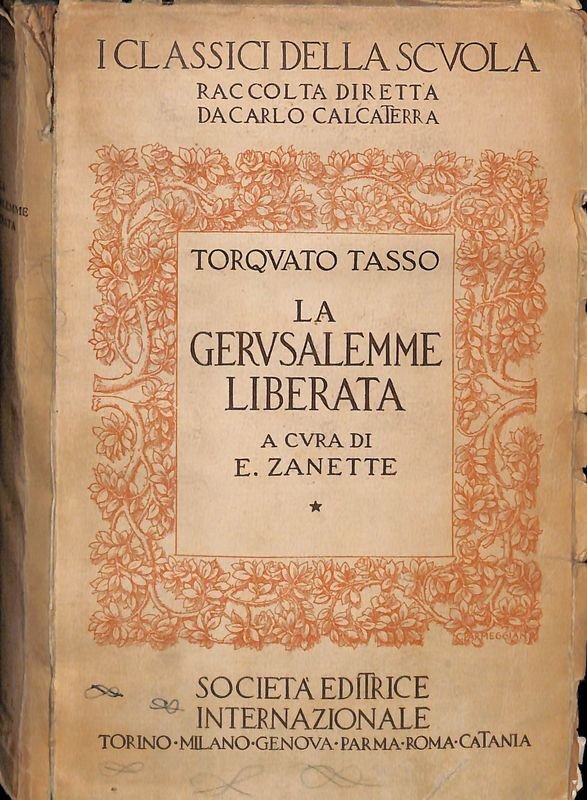 I CLASSICI DELLA SCVOLA
RACCOLTA DIRETTA
DA CARLO CALCATERRA
TORQVATO TASSO
LA
GERVSALEMME
LIBERATA
A CVRA DI
E. ZANETTE
SOCIETÀ EDITRICE
INTERNAZIONALE
TORINO·MILANO·GENOVA·PARMA·ROMA·CATANIA